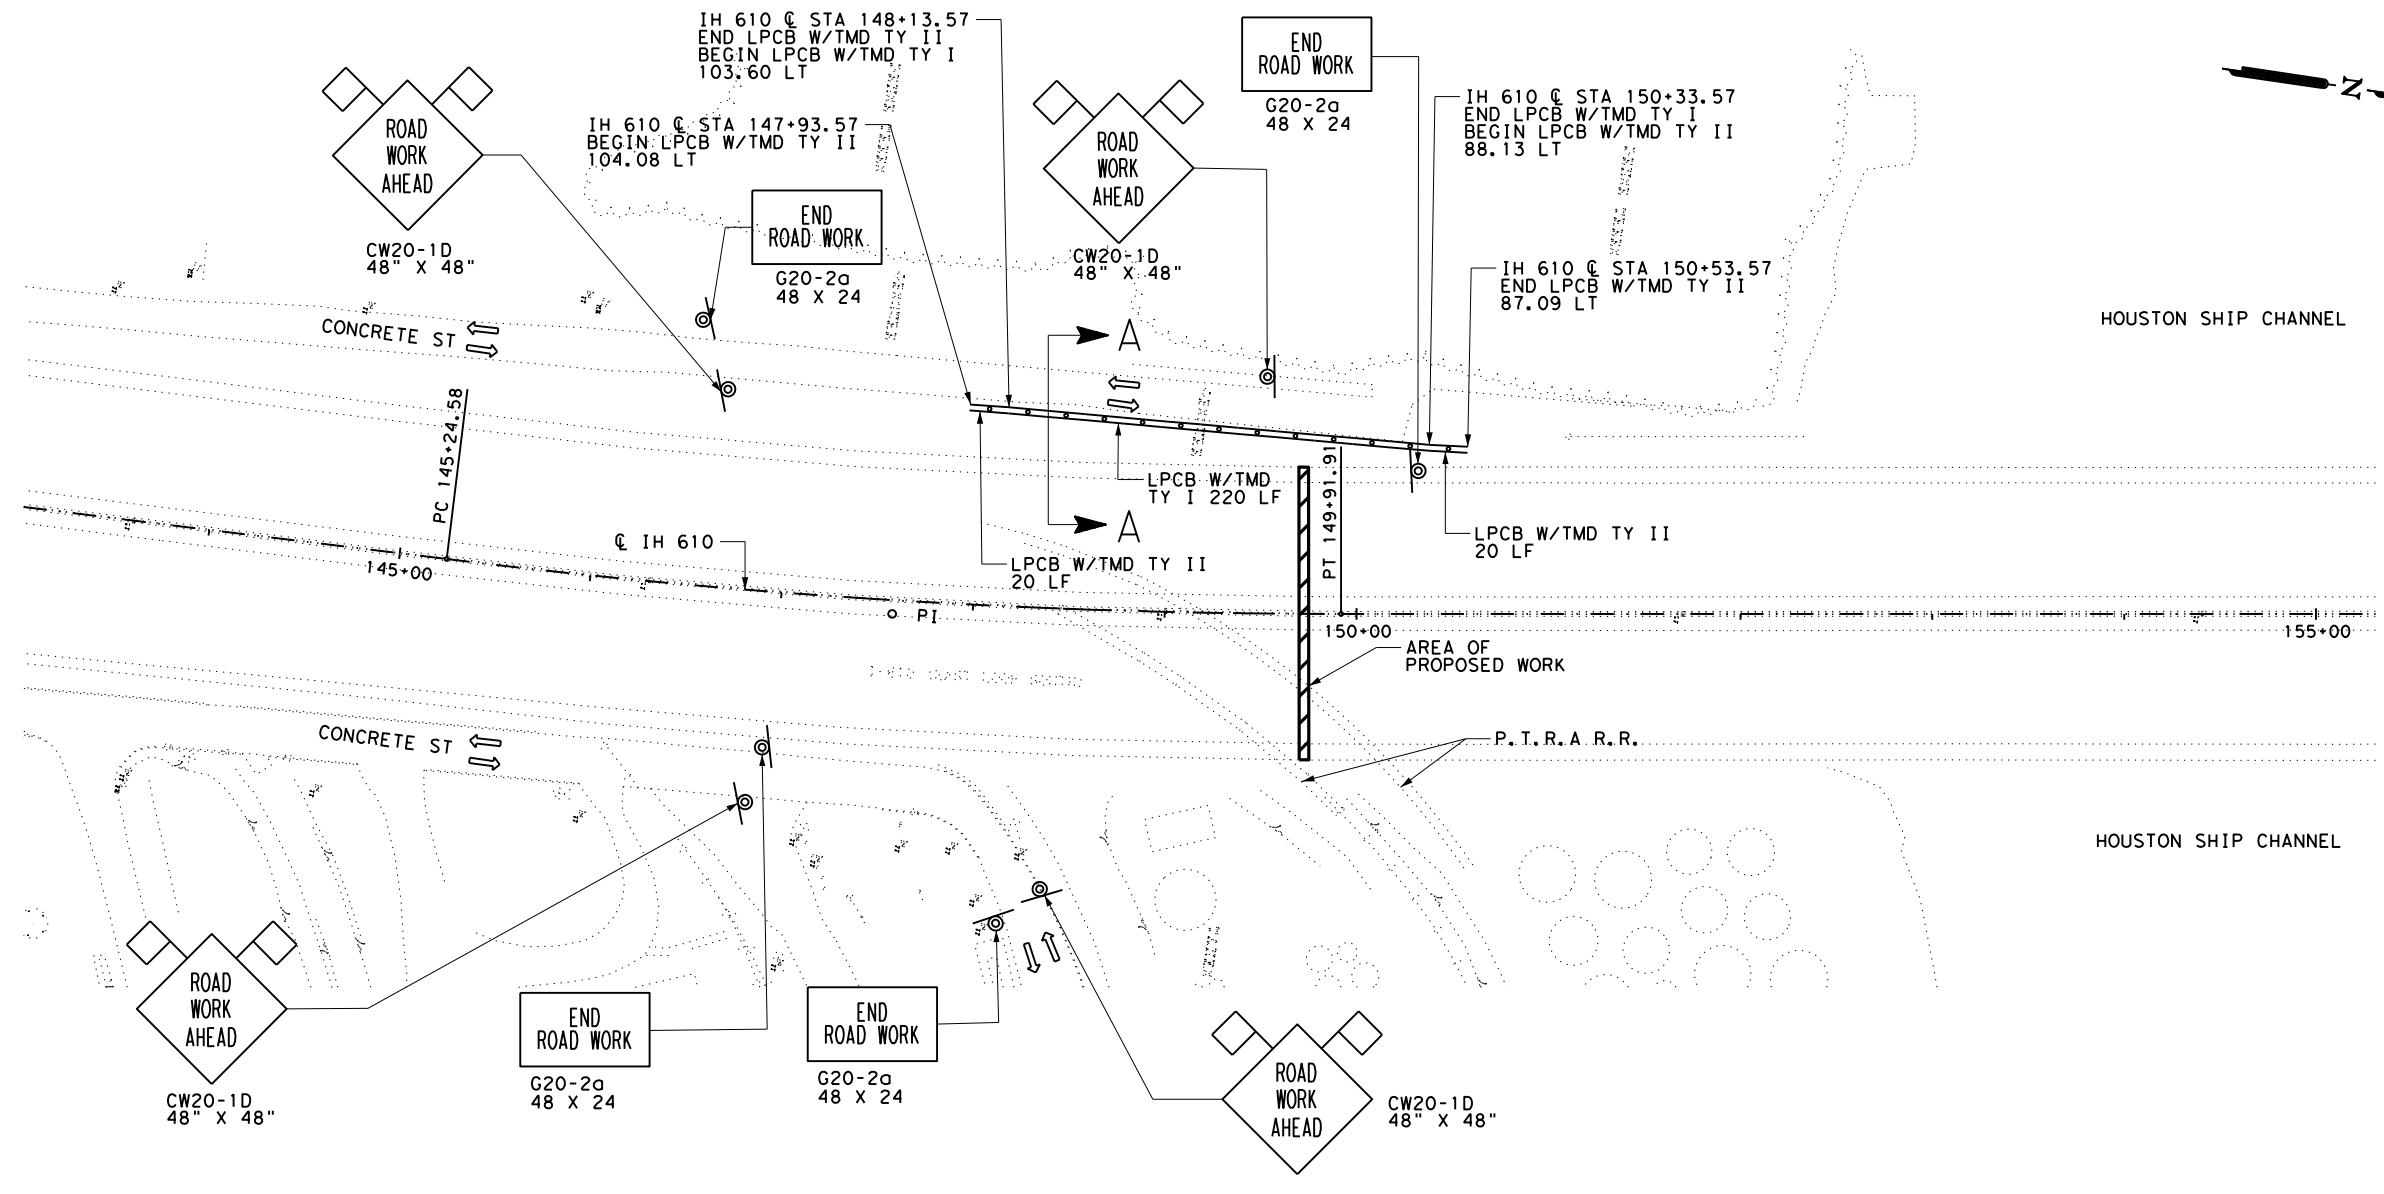 IH 610 ℄ STA 148+13.57
END LPCB W/TMD TY II
BEGIN LPCB W/TMD TY I
103.60 LT
END
ROAD WORK
G20-2a
48 X 24
IH 610 ℄ STA 150+33.57
END LPCB W/TMD TY I
BEGIN LPCB W/TMD TY II
88.13 LT
N
ROAD
WORK
AHEAD
CW20-1D
48" X 48"
IH 610 ℄ STA 147+93.57
BEGIN LPCB W/TMD TY II
104.08 LT
END
ROAD WORK
G20-2a
48 X 24
ROAD
WORK
AHEAD
CW20-1D
48" X 48"
IH 610 ℄ STA 150+53.57
END LPCB W/TMD TY II
87.09 LT
HOUSTON SHIP CHANNEL
CONCRETE ST
A
PC 145+24.58
LPCB W/TMD
TY I 220 LF
A
PT 149+91.91
LPCB W/TMD TY II
20 LF
℄ IH 610
LPCB W/TMD TY II
20 LF
145+00
PI
150+00
155+00
AREA OF
PROPOSED WORK
CONCRETE ST
P.T.R.A R.R.
HOUSTON SHIP CHANNEL
ROAD
WORK
AHEAD
CW20-1D
48" X 48"
END
ROAD WORK
G20-2a
48 X 24
END
ROAD WORK
G20-2a
48 X 24
ROAD
WORK
AHEAD
CW20-1D
48" X 48"